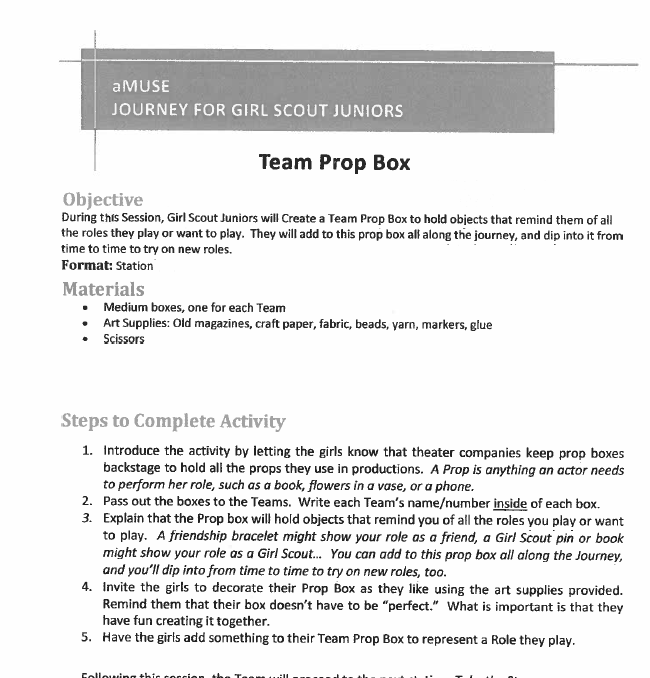 aMUSE
JOURNEY FOR GIRL SCOUT JUNIORS
Team Prop Box
Objective
During this Session, Girl Scout Juniors will Create a Team Prop Box to hold objects that remind them of all
the roles they play or want to play. They will add to this prop box all along the journey, and dip into it from
time to time to try on new roles.
Format: Station
Materials
• Medium boxes, one for each Team
• Art Supplies: Old magazines, craft paper, fabric, beads, yarn, markers, glue
• Scissors
Steps to Complete Activity
1. Introduce the activity by letting the girls know that theater companies keep prop boxes
backstage to hold all the props they use in productions. A Prop is anything an actor needs
to perform her role, such as a book, flowers in a vase, or a phone.
2. Pass out the boxes to the Teams. Write each Team's name/number inside of each box.
3. Explain that the Prop box will hold objects that remind you of all the roles you play or want
to play. A friendship bracelet might show your role as a friend, a Girl Scout pin or book
might show your role as a Girl Scout... You can add to this prop box all along the Journey,
and you'll dip into from time to time to try on new roles, too.
4. Invite the girls to decorate their Prop Box as they like using the art supplies provided.
Remind them that their box doesn't have to be "perfect." What is important is that they
have fun creating it together.
5. Have the girls add something to their Team Prop Box to represent a Role they play.
Following this session, the Team will proceed to the next station